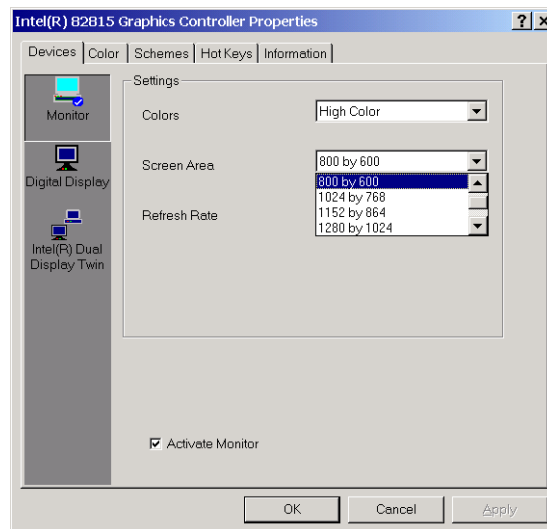 Intel(R) 82815 Graphics Controller Properties
Devices
Color
Schemes
Hot Keys
Information
Monitor
Digital Display
Intel(R) Dual
Display Twin
Settings
Colors
High Color
Screen Area
800 by 600
800 by 600
1024 by 768
1152 by 864
1280 by 1024
Refresh Rate
Activate Monitor
OK
Cancel
Apply